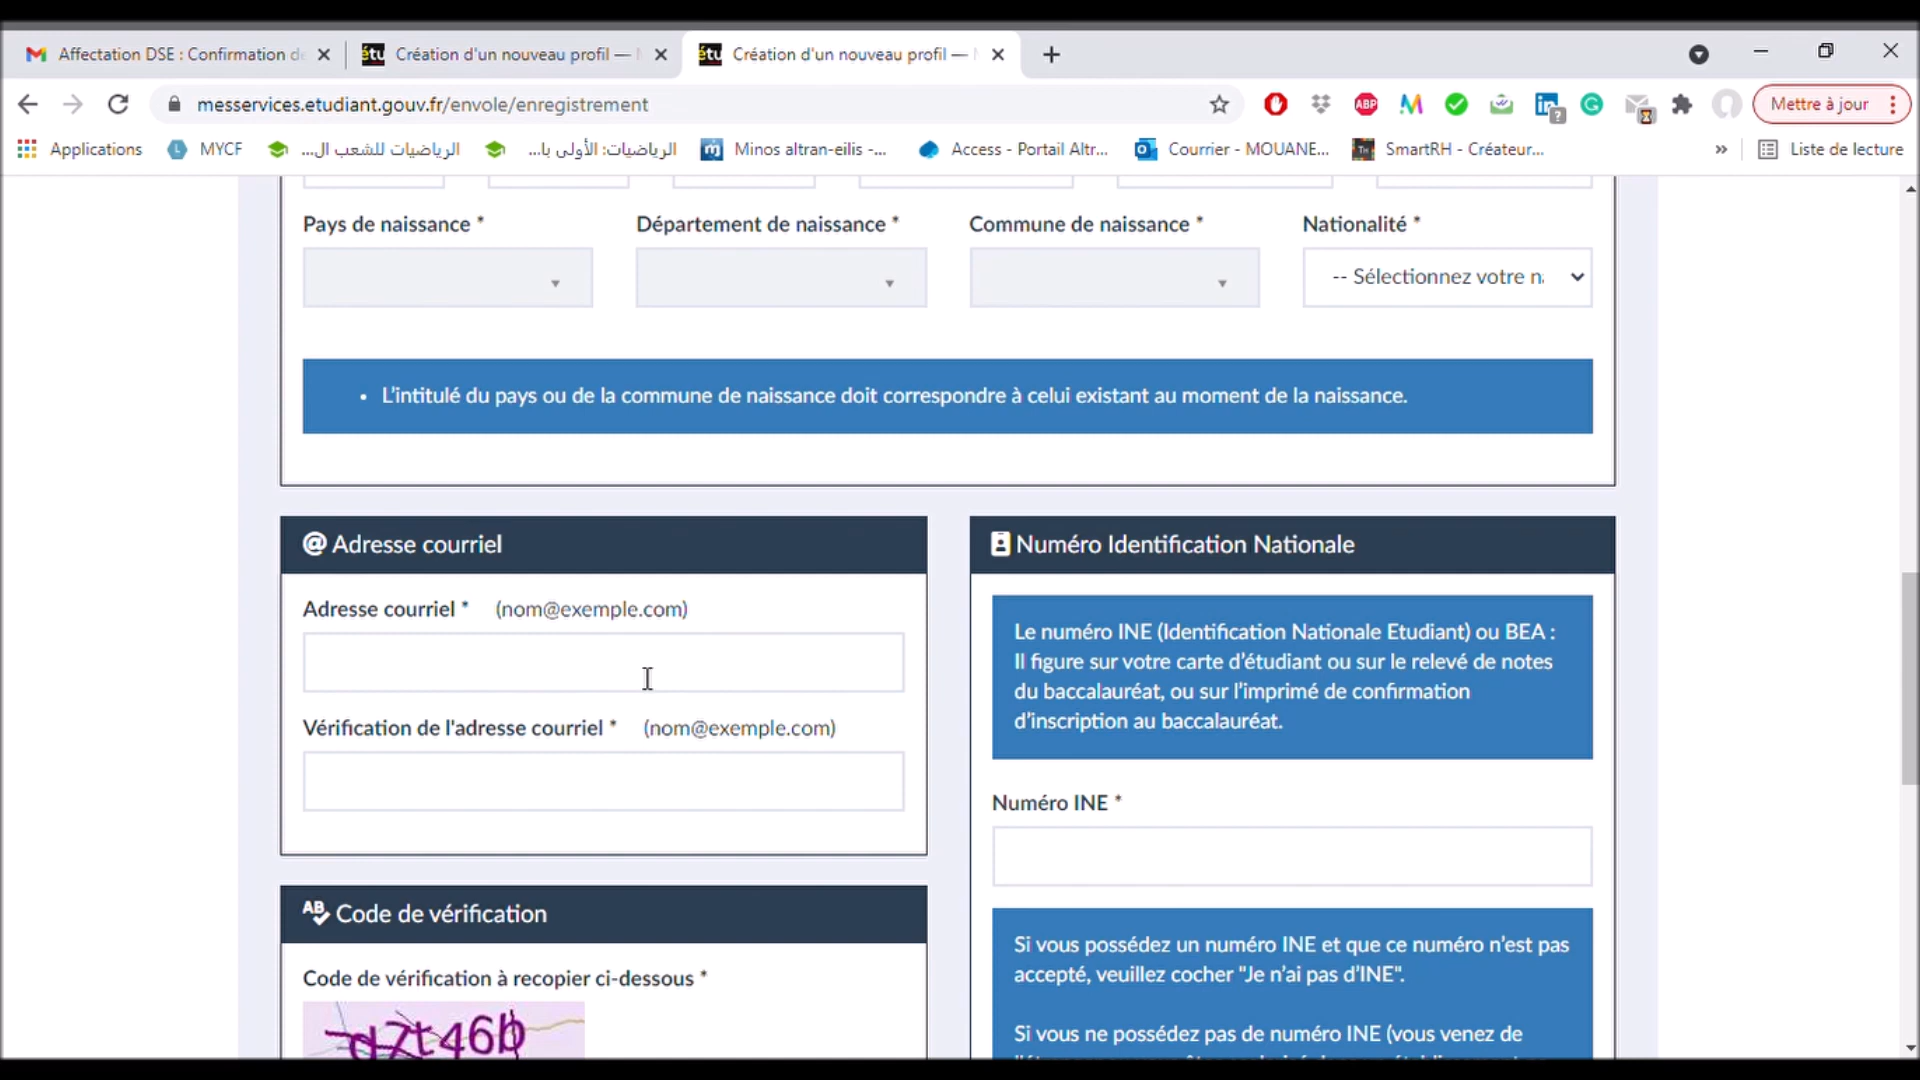 Affectation DSE : Confirmation de
Création d'un nouveau profil —
Création d'un nouveau profil —
messervices.etudiant.gouv.fr/envole/enregistrement
Mettre à jour
Applications
MYCF
الرياضيات للشعب ال...
الرياضيات: الأولى با...
Minos altran-eilis -...
Access - Portail Altr...
Courrier - MOUANE...
SmartRH - Créateur...
»
Liste de lecture
Pays de naissance *
Département de naissance *
Commune de naissance *
Nationalité *
-- Sélectionnez votre na
• L'intitulé du pays ou de la commune de naissance doit correspondre à celui existant au moment de la naissance.
@ Adresse courriel
Adresse courriel * (nom@exemple.com)
Vérification de l'adresse courriel * (nom@exemple.com)
Code de vérification
Code de vérification à recopier ci-dessous *
Numéro Identification Nationale
Le numéro INE (Identification Nationale Etudiant) ou BEA :
Il figure sur votre carte d'étudiant ou sur le relevé de notes
du baccalauréat, ou sur l'imprimé de confirmation
d'inscription au baccalauréat.
Numéro INE *
Si vous possédez un numéro INE et que ce numéro n'est pas
accepté, veuillez cocher "Je n'ai pas d'INE".
Si vous ne possédez pas de numéro INE (vous venez de